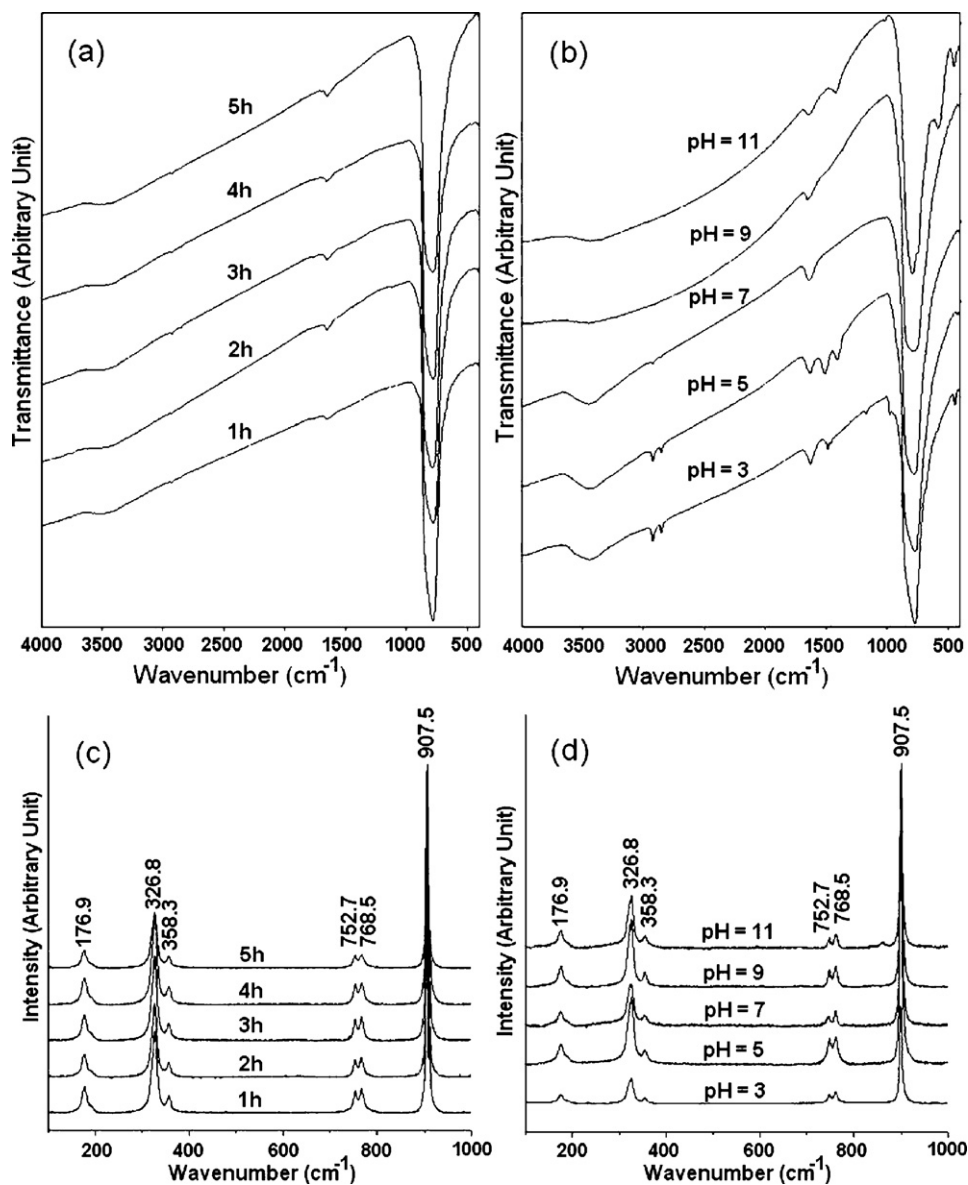 (a)
5h
4h
3h
2h
1h
Transmittance (Arbitrary Unit)
4000 3500 3000 2500 2000 1500 1000 500
Wavenumber (cm⁻¹)
(b)
pH = 11
pH = 9
pH = 7
pH = 5
pH = 3
Transmittance (Arbitrary Unit)
4000 3500 3000 2500 2000 1500 1000 500
Wavenumber (cm⁻¹)
(c)
176.9
326.8
358.3
752.7
768.5
907.5
5h
4h
3h
2h
1h
Intensity (Arbitrary Unit)
200 400 600 800 1000
Wavenumber (cm⁻¹)
(d)
176.9
326.8
358.3
752.7
768.5
907.5
pH = 11
pH = 9
pH = 7
pH = 5
pH = 3
Intensity (Arbitrary Unit)
200 400 600 800 1000
Wavenumber (cm⁻¹)